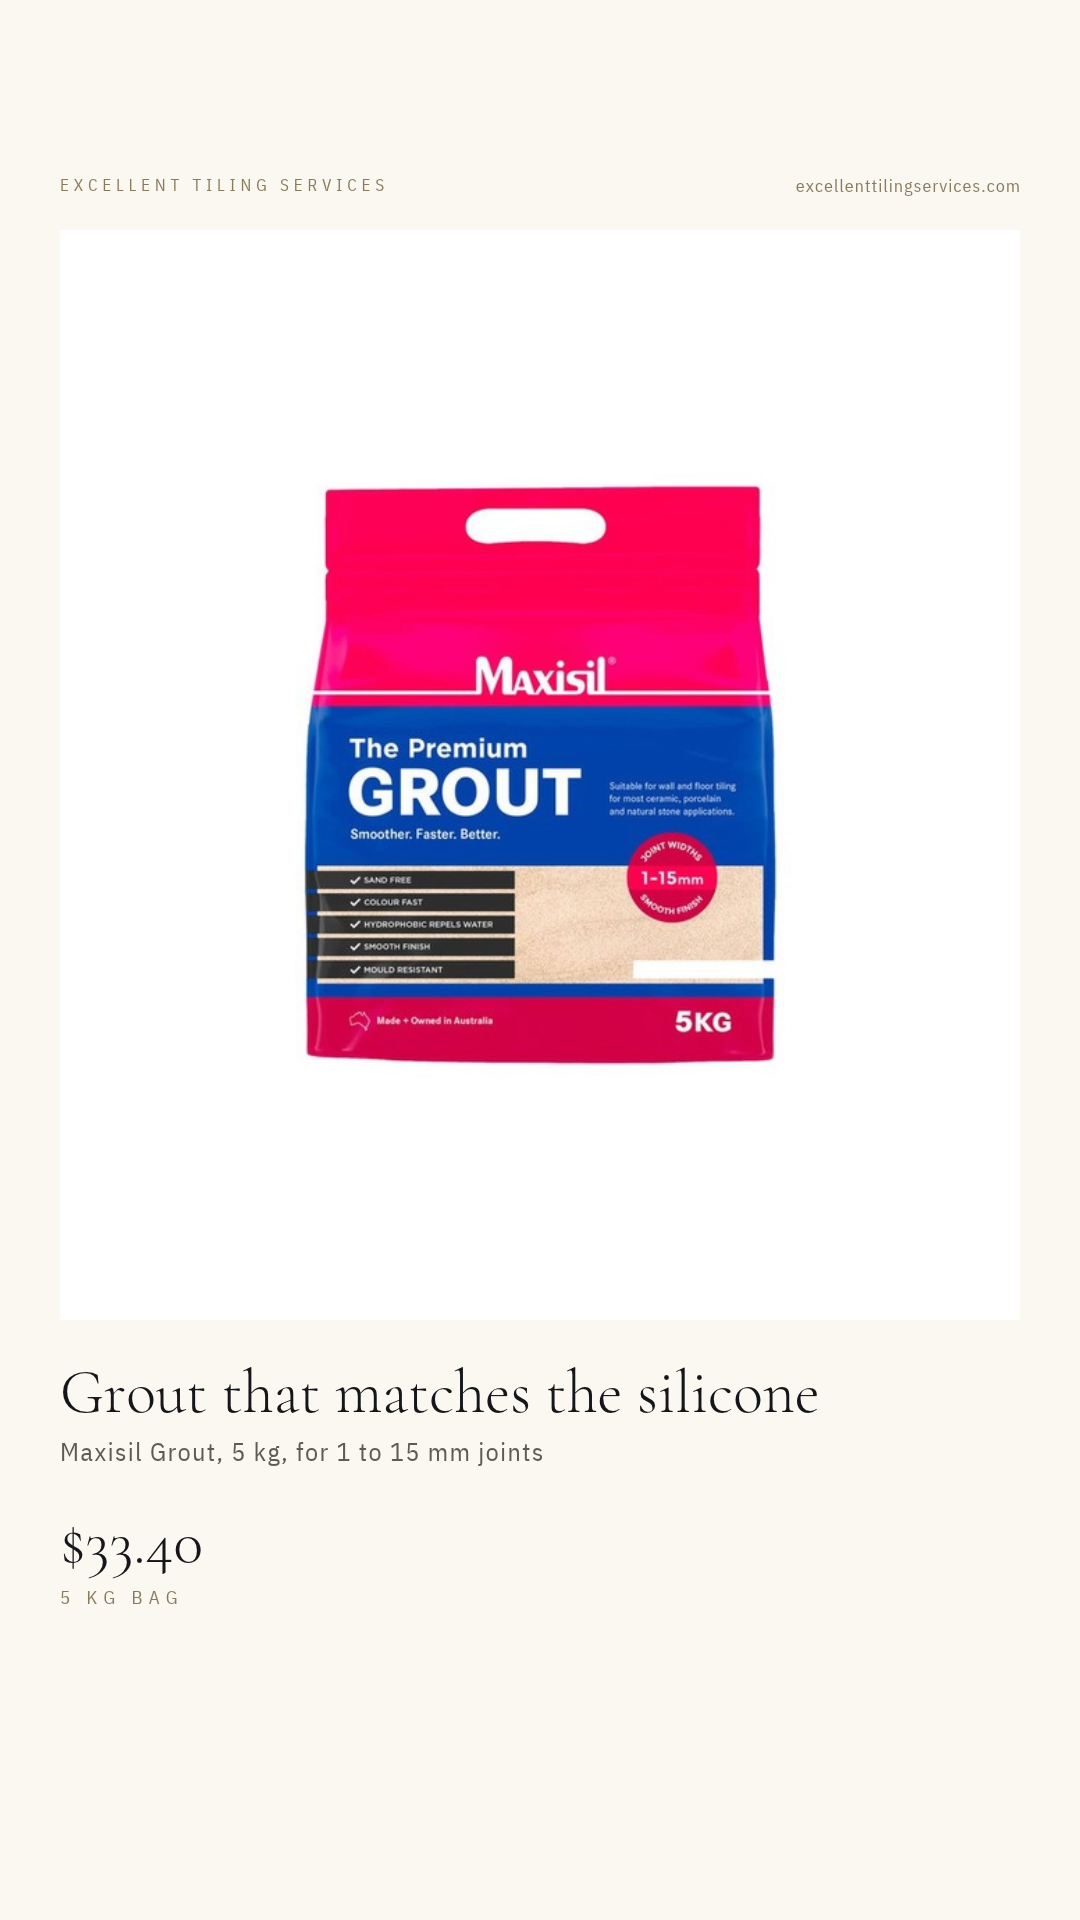 EXCELLENT TILING SERVICES
excellenttilingservices.com
Maxisil®
The Premium
GROUT
Smoother. Faster. Better.
Suitable for wall and floor tiling
for most ceramic, porcelain
and natural stone applications.
JOINT WIDTHS
1-15mm
SMOOTH FINISH
SAND FREE
COLOUR FAST
HYDROPHOBIC REPELS WATER
SMOOTH FINISH
MOULD RESISTANT
Made + Owned in Australia
5KG
Grout that matches the silicone
Maxisil Grout, 5 kg, for 1 to 15 mm joints
$33.40
5 KG BAG